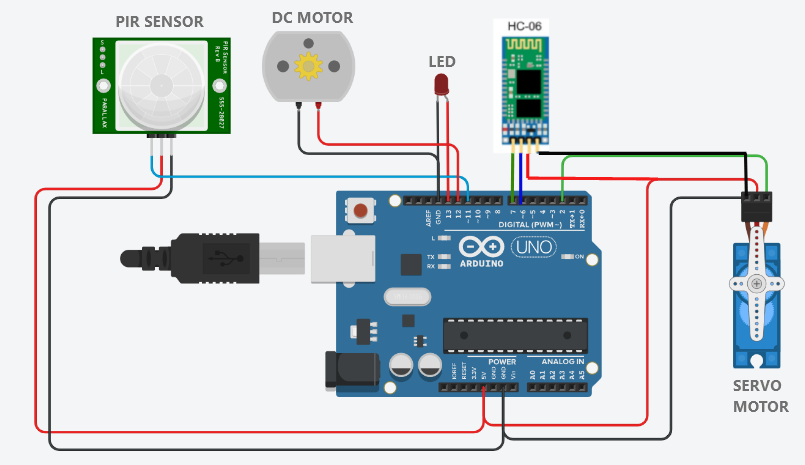 PIR SENSOR
DC MOTOR
LED
HC-06
PIR Sensor
Rev B
555-28027
PARALLAX
AREF
GND
13
12
~11
~10
~9
8
7
~6
~5
4
~3
2
TX→1
RX←0
DIGITAL (PWM~)
L
TX
RX
ARDUINO
UNO
ON
POWER
ANALOG IN
IOREF
RESET
3.3V
5V
GND
GND
Vin
A0
A1
A2
A3
A4
A5
SERVO
MOTOR